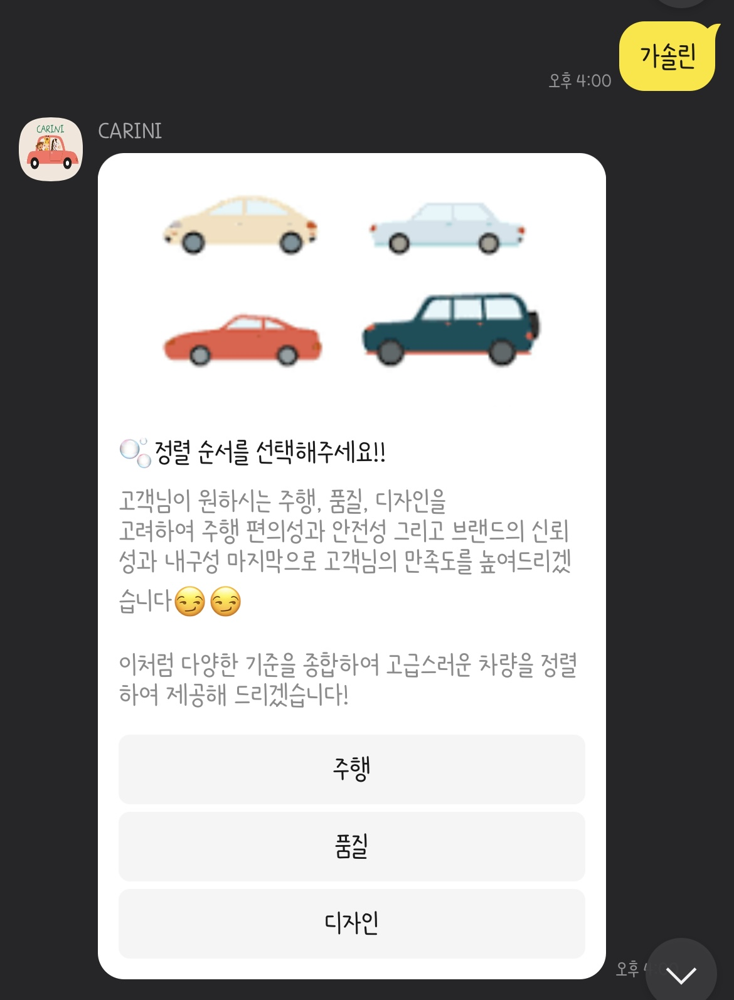 가솔린
오후 4:00
CARINI
CARINI
정렬 순서를 선택해주세요!!
고객님이 원하시는 주행, 품질, 디자인을
고려하여 주행 편의성과 안전성 그리고 브랜드의 신뢰
성과 내구성 마지막으로 고객님의 만족도를 높여드리겠
습니다😏😏
이처럼 다양한 기준을 종합하여 고급스러운 차량을 정렬
하여 제공해 드리겠습니다!
주행
품질
디자인
오후 4:00